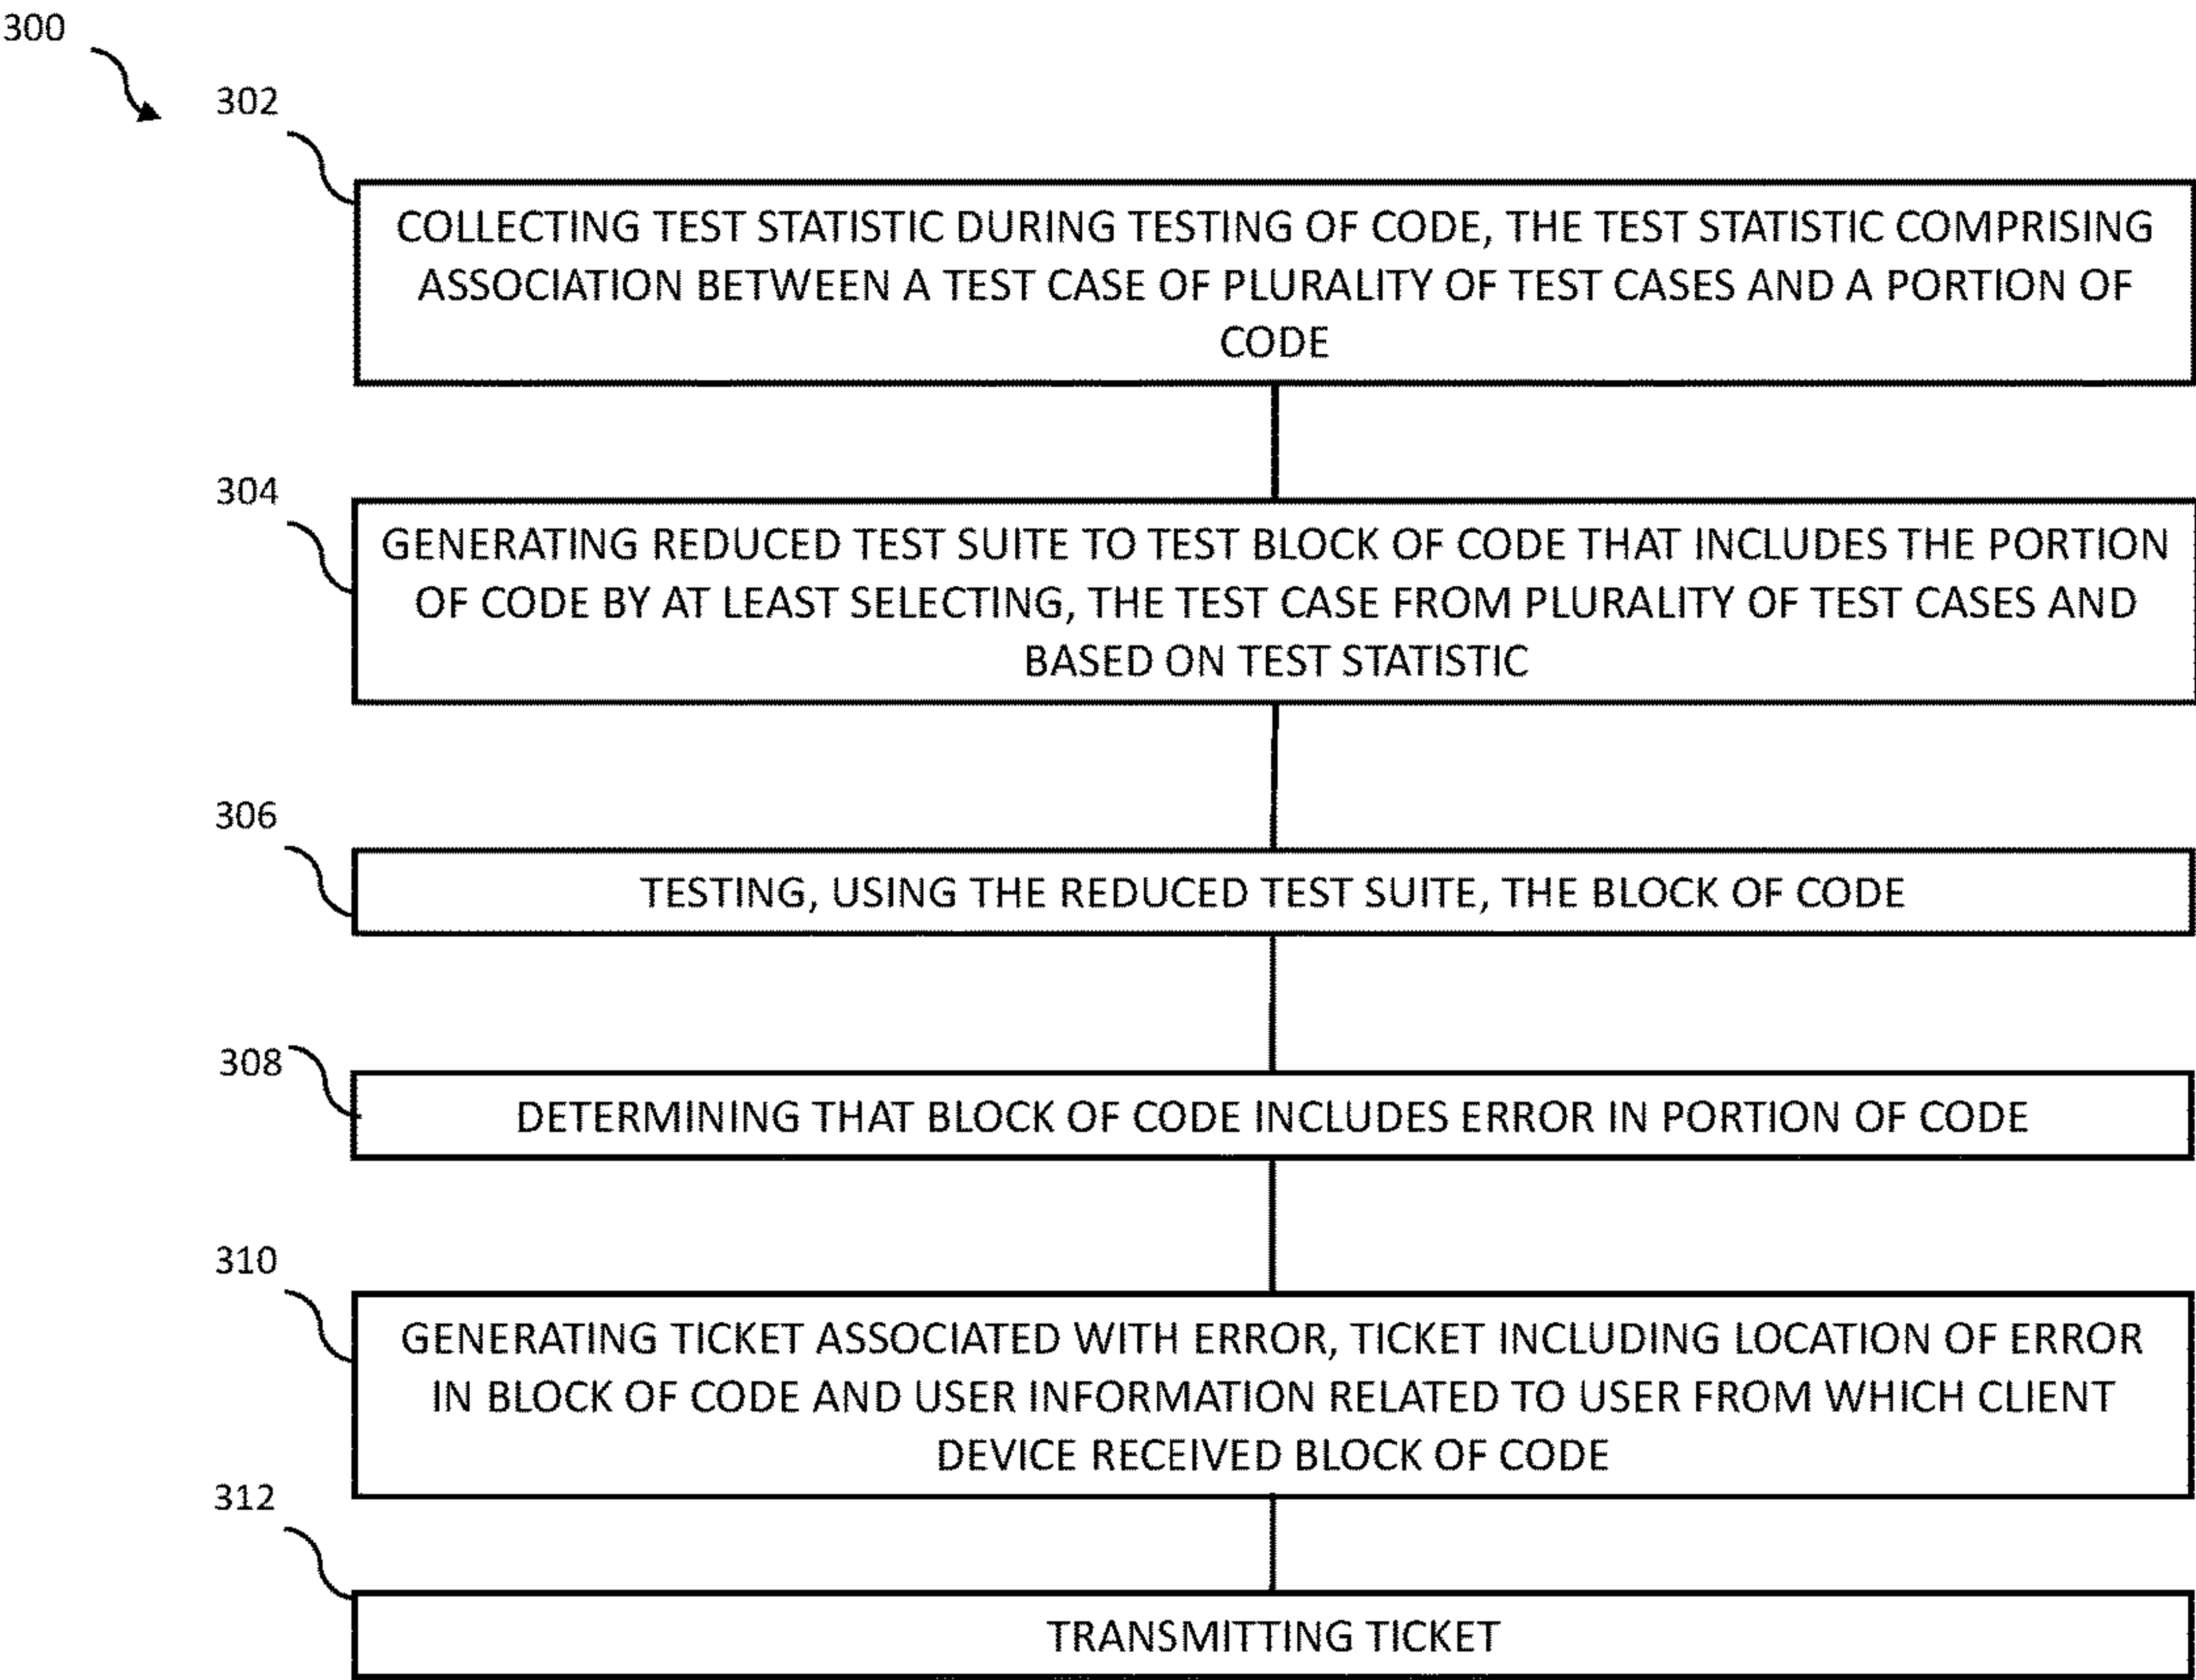 300
302
COLLECTING TEST STATISTIC DURING TESTING OF CODE, THE TEST STATISTIC COMPRISING
ASSOCIATION BETWEEN A TEST CASE OF PLURALITY OF TEST CASES AND A PORTION OF
CODE
304
GENERATING REDUCED TEST SUITE TO TEST BLOCK OF CODE THAT INCLUDES THE PORTION
OF CODE BY AT LEAST SELECTING, THE TEST CASE FROM PLURALITY OF TEST CASES AND
BASED ON TEST STATISTIC
306
TESTING, USING THE REDUCED TEST SUITE, THE BLOCK OF CODE
308
DETERMINING THAT BLOCK OF CODE INCLUDES ERROR IN PORTION OF CODE
310
GENERATING TICKET ASSOCIATED WITH ERROR, TICKET INCLUDING LOCATION OF ERROR
IN BLOCK OF CODE AND USER INFORMATION RELATED TO USER FROM WHICH CLIENT
DEVICE RECEIVED BLOCK OF CODE
312
TRANSMITTING TICKET